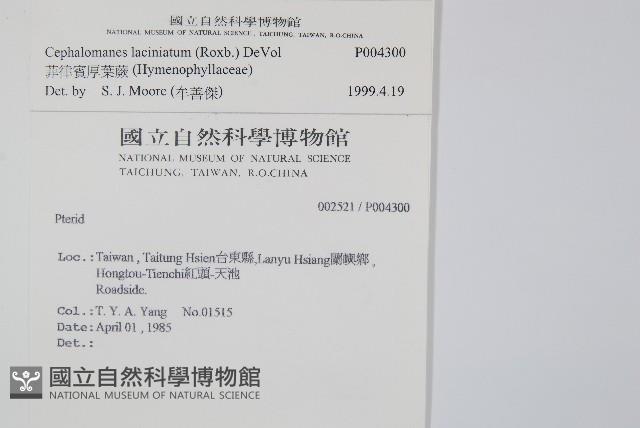 國立自然科學博物館
NATIONAL MUSEUM OF NATURAL SCIENCE, TAICHUNG, TAIWAN, R.O.CHINA
Cephalomanes laciniatum (Roxb.) DeVol P004300
菲律賓厚葉蕨 (Hymenophyllaceae)
Det. by S. J. Moore (牟善傑) 1999.4.19
國立自然科學博物館
NATIONAL MUSEUM OF NATURAL SCIENCE
TAICHUNG, TAIWAN, R.O.CHINA
002521 / P004300
Pterid
Loc.:Taiwan , Taitung Hsien台東縣,Lanyu Hsiang蘭嶼鄉 ,
Hongtou-Tienchi紅頭-天池
Roadside.
Col.:T. Y. A. Yang No.01515
Date:April 01 , 1985
Det.:
國立自然科學博物館
NATIONAL MUSEUM OF NATURAL SCIENCE